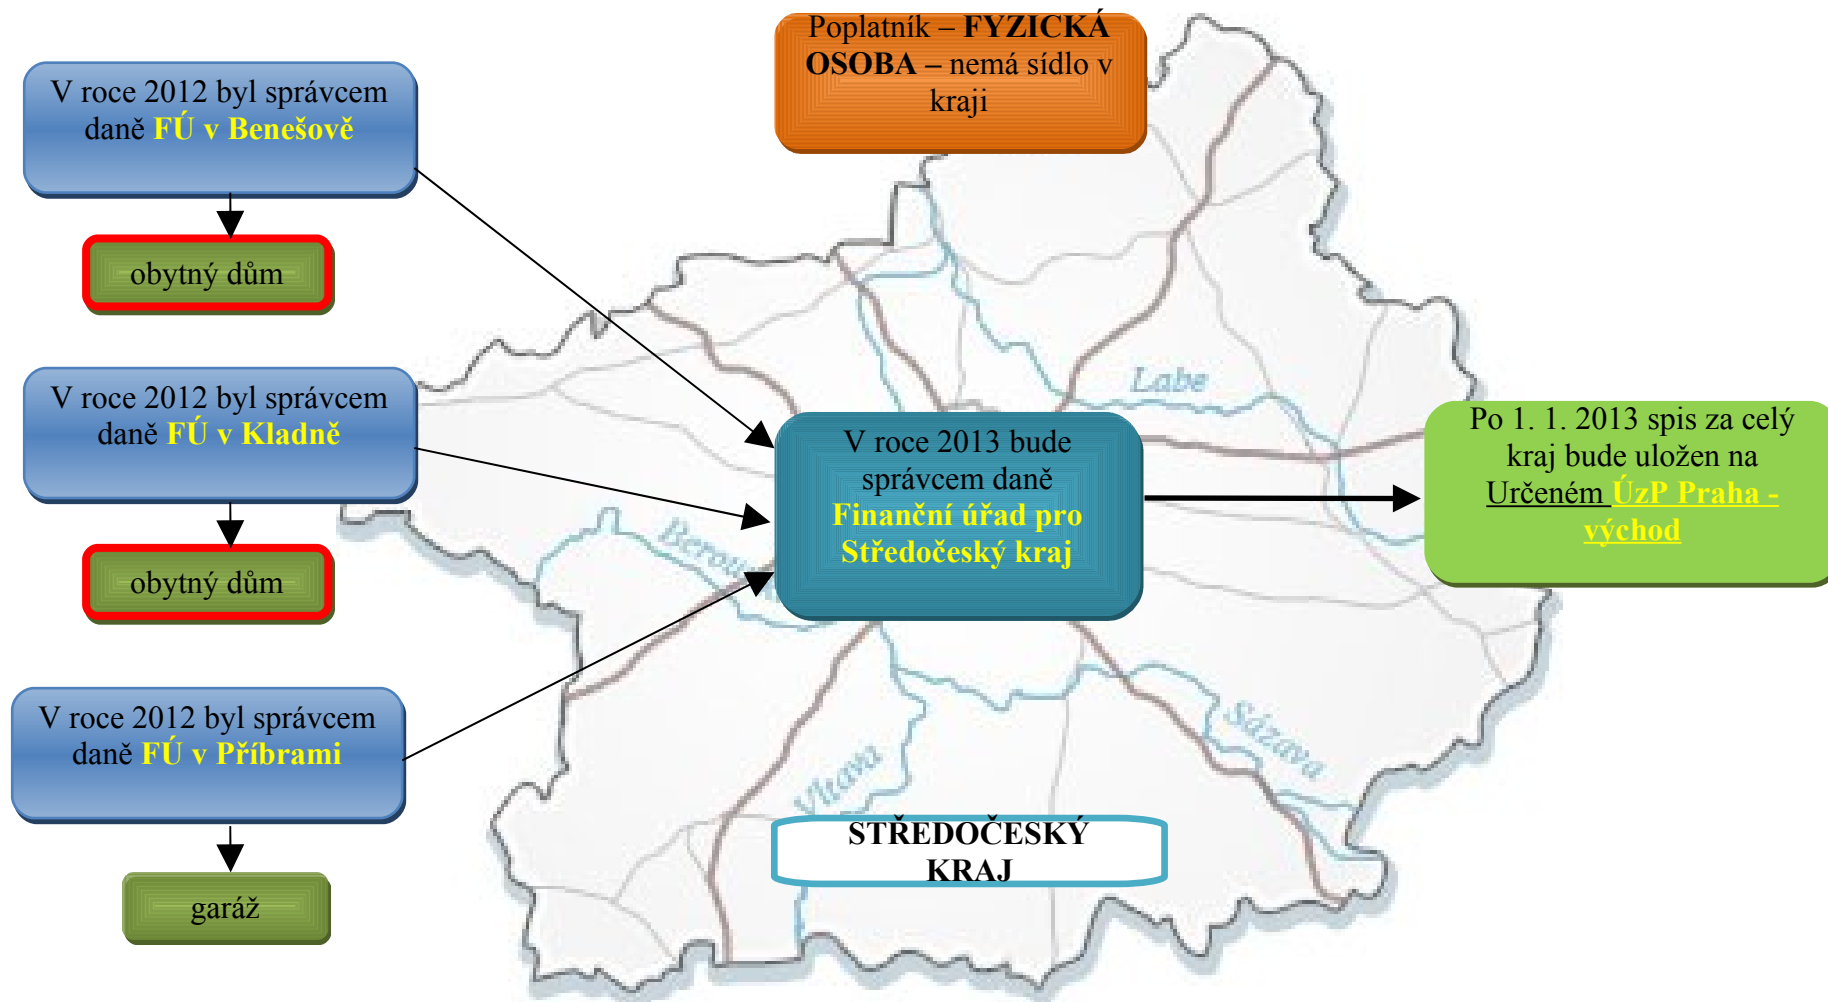 Poplatník – FYZICKÁ
OSOBA – nemá sídlo v
kraji
V roce 2012 byl správcem
daně FÚ v Benešově
obytný dům
V roce 2012 byl správcem
daně FÚ v Kladně
obytný dům
V roce 2012 byl správcem
daně FÚ v Příbrami
garáž
V roce 2013 bude
správcem daně
Finanční úřad pro
Středočeský kraj
Po 1. 1. 2013 spis za celý
kraj bude uložen na
Určeném ÚzP Praha -
východ
Labe
Sázava
Vltava
STŘEDOČESKÝ
KRAJ